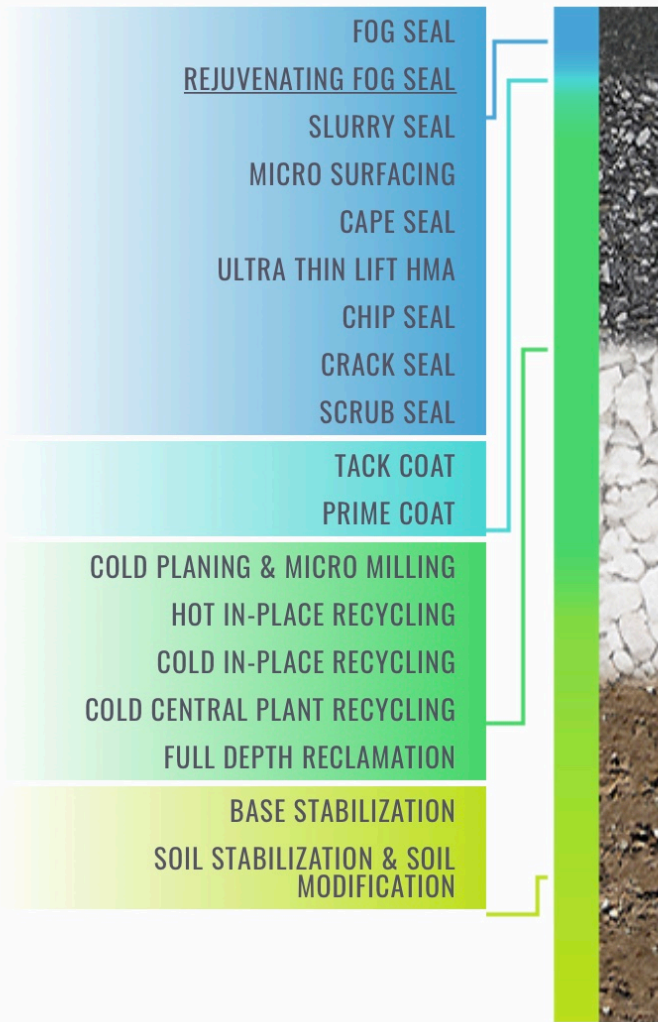 FOG SEAL
REJUVENATING FOG SEAL
SLURRY SEAL
MICRO SURFACING
CAPE SEAL
ULTRA THIN LIFT HMA
CHIP SEAL
CRACK SEAL
SCRUB SEAL
TACK COAT
PRIME COAT
COLD PLANING & MICRO MILLING
HOT IN-PLACE RECYCLING
COLD IN-PLACE RECYCLING
COLD CENTRAL PLANT RECYCLING
FULL DEPTH RECLAMATION
BASE STABILIZATION
SOIL STABILIZATION & SOIL
MODIFICATION